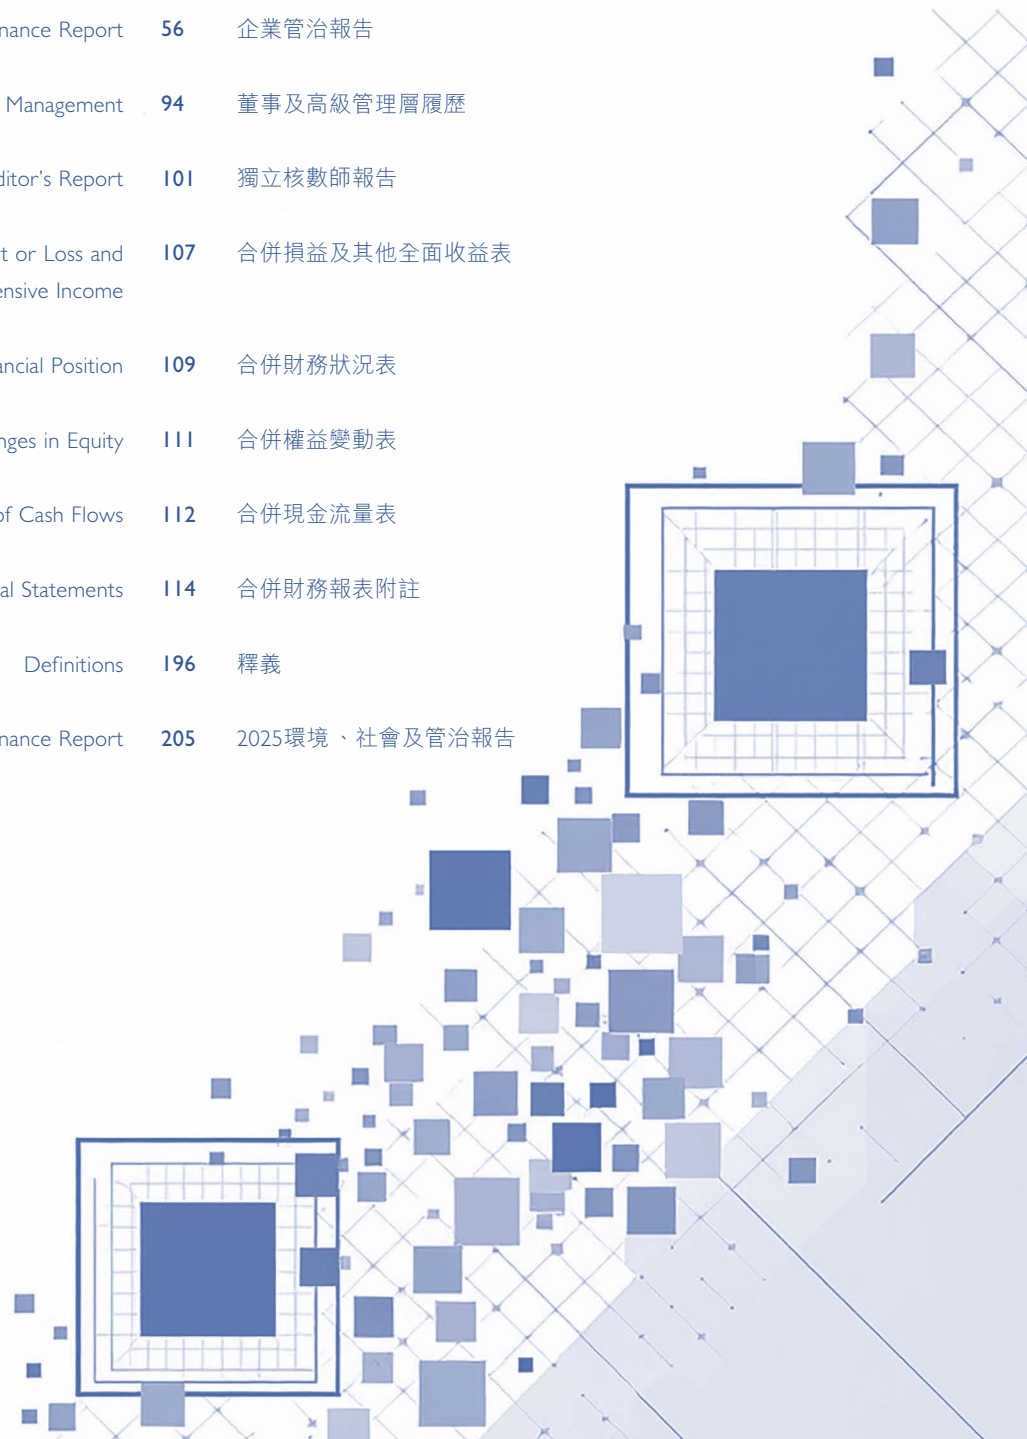 nance Report 56 企業管治報告
Management 94 董事及高級管理層履歷
ditor's Report 101 獨立核數師報告
t or Loss and 107 合併損益及其他全面收益表
ensive Income
ancial Position 109 合併財務狀況表
nges in Equity 111 合併權益變動表
of Cash Flows 112 合併現金流量表
al Statements 114 合併財務報表附註
Definitions 196 釋義
nance Report 205 2025環境、社會及管治報告